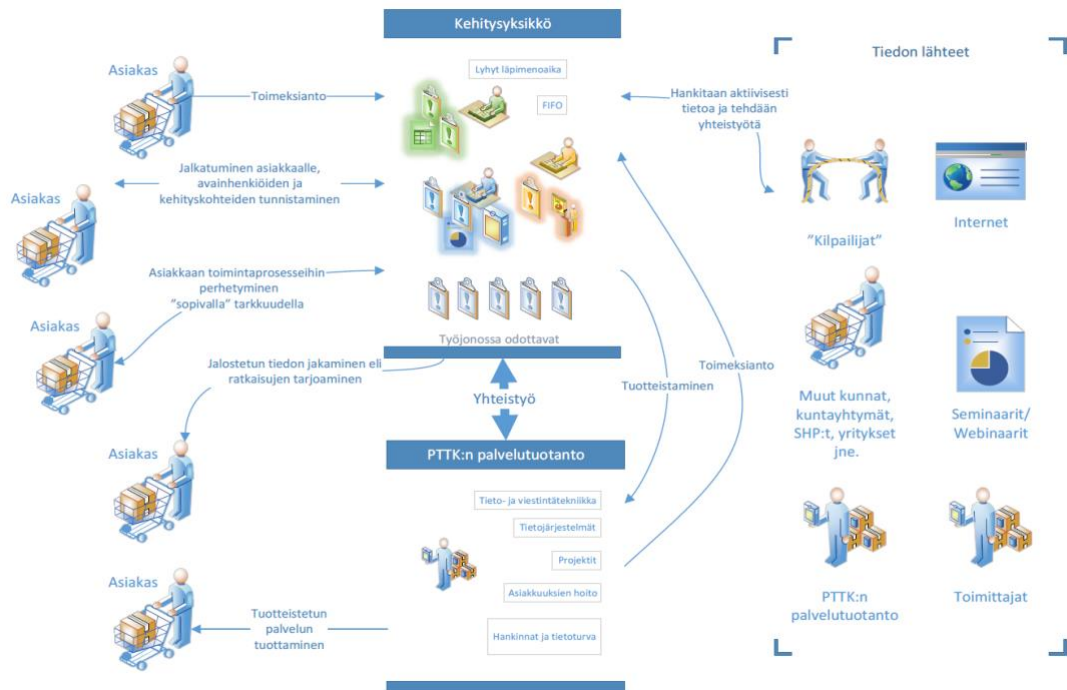 Kehitysyksikkö
Lyhyt läpimenoaika
FIFO
Työjonossa odottavat
Asiakas
Toimeksianto
Jalkatuminen asiakkaalle,
avainhenkiöiden ja
kehityskohteiden tunnistaminen
Asiakas
Asiakkaan toimintaprosesseihin
perhetyminen
"sopivalla" tarkkuudella
Asiakas
Jalostetun tiedon jakaminen eli
ratkaisujen tarjoaminen
Asiakas
Asiakas
Tuotteistetun
palvelun
tuottaminen
Yhteistyö
Tuotteistaminen
Toimeksianto
PTTK:n palvelutuotanto
Tieto- ja viestintätekniikka
Tietojärjestelmät
Projektit
Asiakkuuksien hoito
Hankinnat ja tietoturva
Hankitaan aktiivisesti
tietoa ja tehdään
yhteistyötä
Tiedon lähteet
"Kilpailijat"
Internet
Muut kunnat,
kuntayhtymät,
SHP:t, yritykset
jne.
Seminaarit/
Webinaarit
PTTK:n
palvelutuotanto
Toimittajat